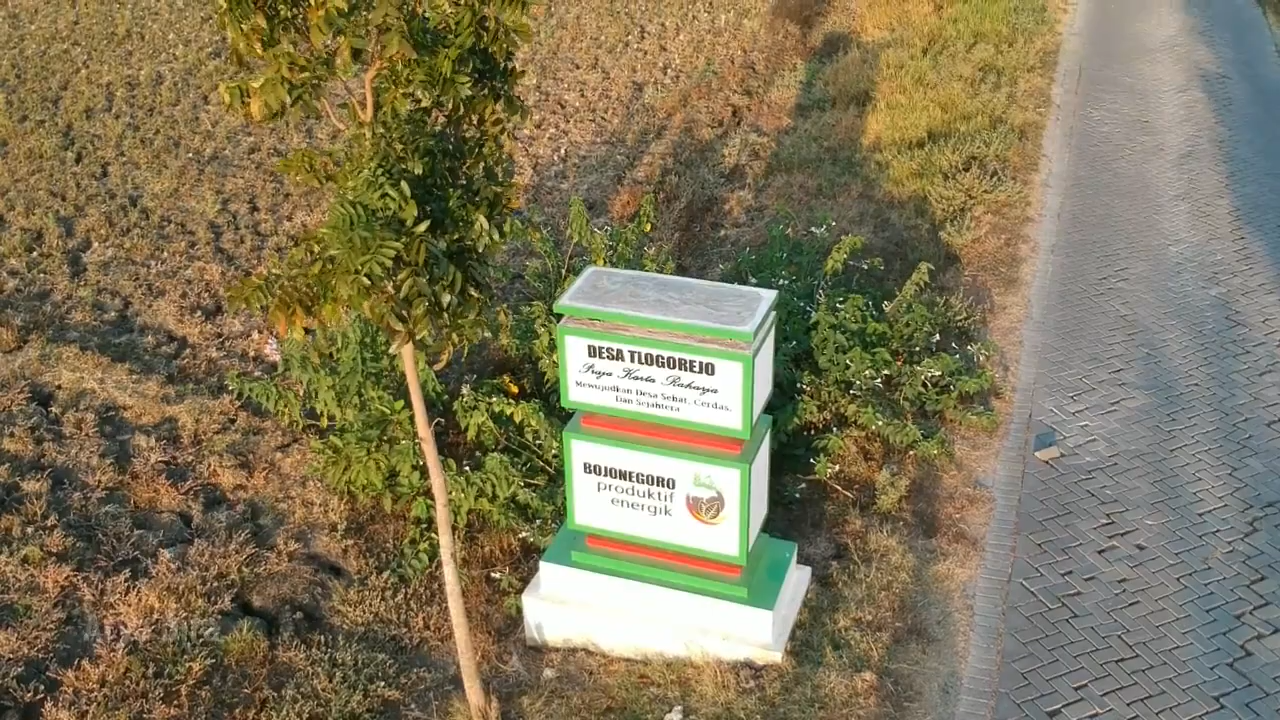 DESA TLOGOREJO
Praja Karta Raharja
Mewujudkan Desa Sehat, Cerdas,
Dan Sejahtera
BOJONEGORO
produktif
energik